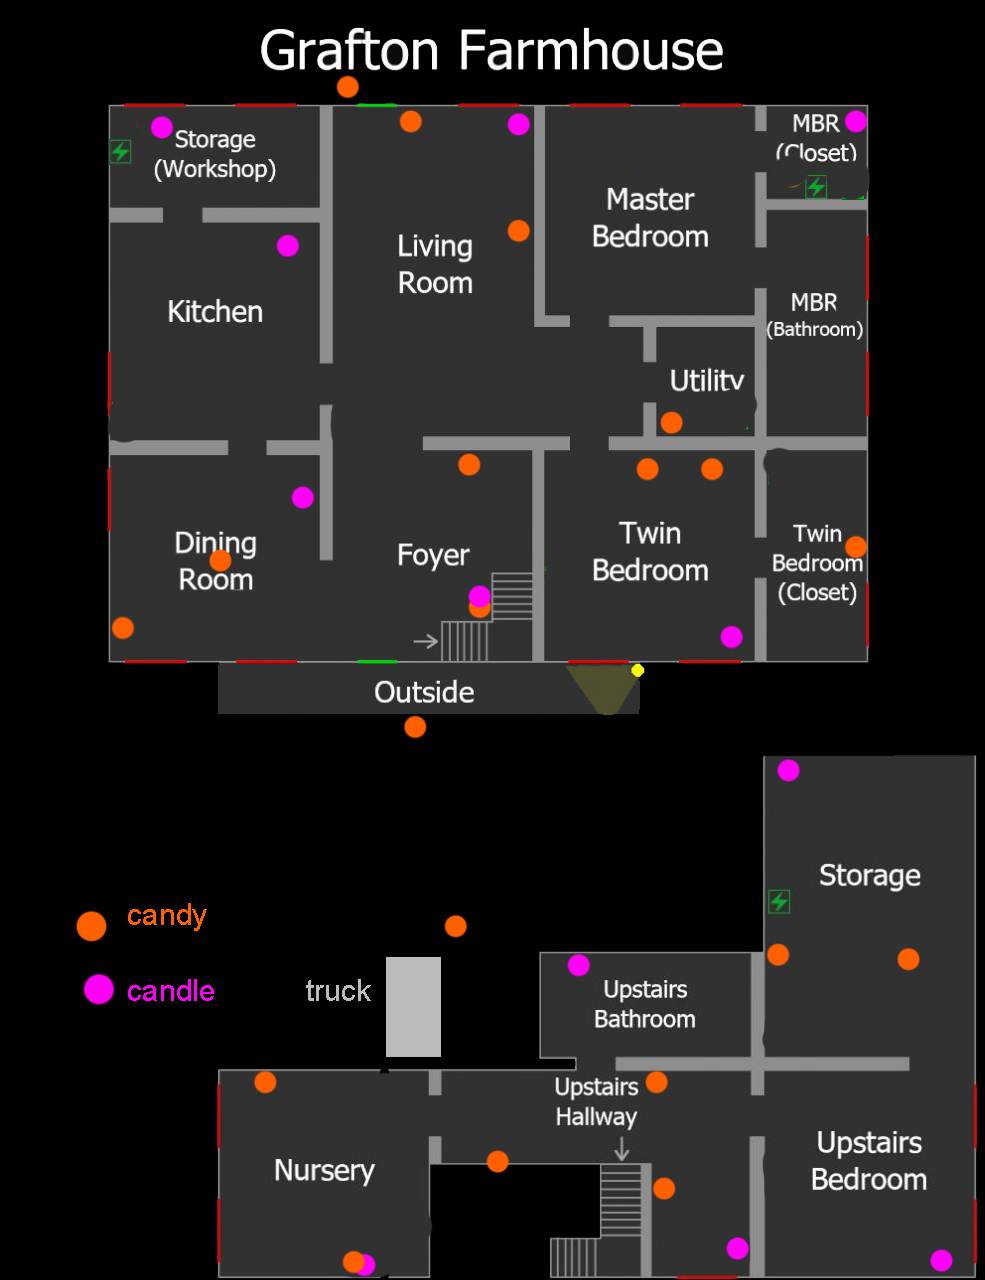 Grafton Farmhouse
Storage
(Workshop)
MBR
(Closet)
Master
Bedroom
Living
Room
Kitchen
MBR
(Bathroom)
Utility
Dining
Room
Foyer
Twin
Bedroom
Twin
Bedroom
(Closet)
Outside
Storage
candy
candle
truck
Upstairs
Bathroom
Upstairs
Hallway
Nursery
Upstairs
Bedroom